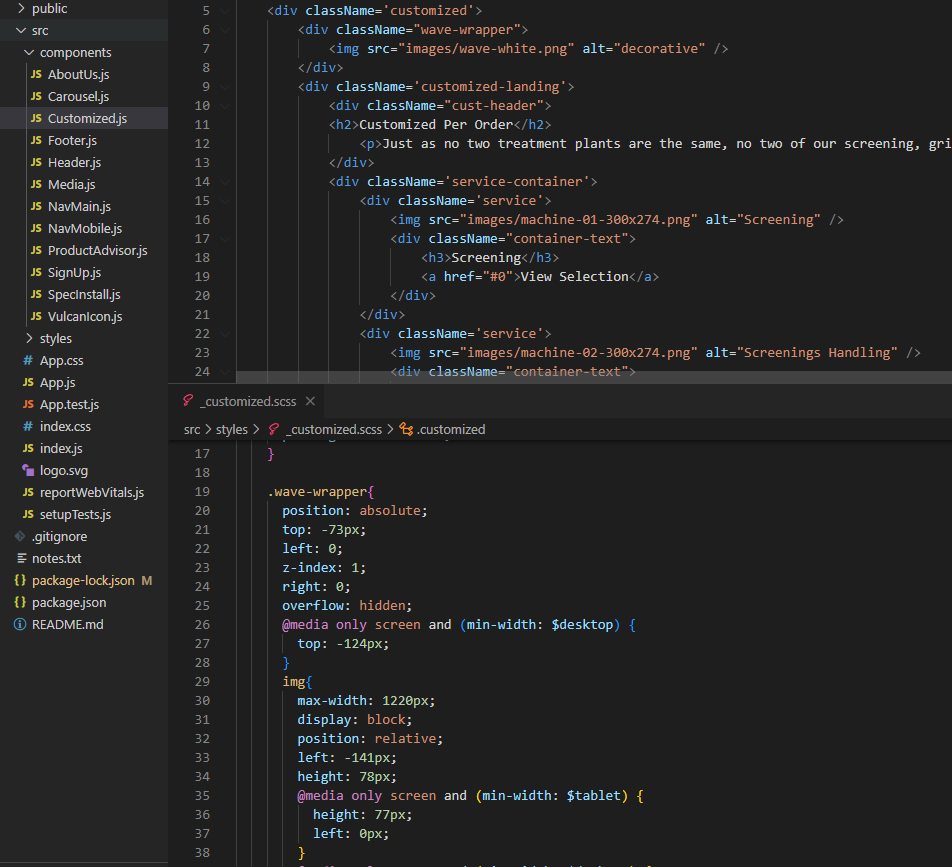 public
src
components
JS AboutUs.js
JS Carousel.js
JS Customized.js
JS Footer.js
JS Header.js
JS Media.js
JS NavMain.js
JS NavMobile.js
JS ProductAdvisor.js
JS SignUp.js
JS SpecInstall.js
JS VulcanIcon.js
styles
# App.css
JS App.js
JS App.test.js
# index.css
JS index.js
logo.svg
JS reportWebVitals.js
JS setupTests.js
.gitignore
notes.txt
{} package-lock.json M
{} package.json
README.md
5 <div className='customized'>
6 <div className="wave-wrapper">
7 <img src="images/wave-white.png" alt="decorative" />
8 </div>
9 <div className='customized-landing'>
10 <div className="cust-header">
11 <h2>Customized Per Order</h2>
12 <p>Just as no two treatment plants are the same, no two of our screening, gri
13 </div>
14 <div className='service-container'>
15 <div className='service'>
16 <img src="images/machine-01-300x274.png" alt="Screening" />
17 <div className="container-text">
18 <h3>Screening</h3>
19 <a href="#0">View Selection</a>
20 </div>
21 </div>
22 <div className='service'>
23 <img src="images/machine-02-300x274.png" alt="Screenings Handling" />
24 <div className="container-text">
_customized.scss
src > styles > _customized.scss > .customized
17 }
18
19 .wave-wrapper{
20 position: absolute;
21 top: -73px;
22 left: 0;
23 z-index: 1;
24 right: 0;
25 overflow: hidden;
26 @media only screen and (min-width: $desktop) {
27 top: -124px;
28 }
29 img{
30 max-width: 1220px;
31 display: block;
32 position: relative;
33 left: -141px;
34 height: 78px;
35 @media only screen and (min-width: $tablet) {
36 height: 77px;
37 left: 0px;
38 }